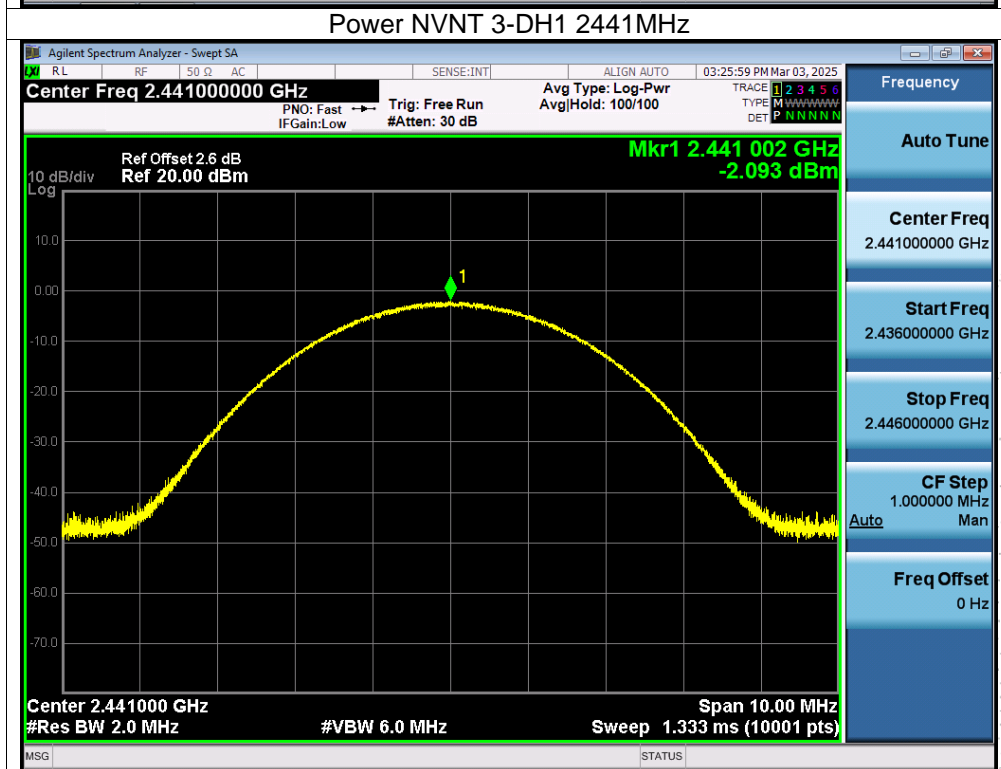 Power NVNT 3-DH1 2441MHz
Agilent Spectrum Analyzer - Swept SA
LXI RL RF 50 Ω AC SENSE:INT ALIGN AUTO 03:25:59 PM Mar 03, 2025
Center Freq 2.441000000 GHz
PNO: Fast
IFGain:Low
Trig: Free Run
#Atten: 30 dB
Avg Type: Log-Pwr
Avg|Hold: 100/100
TRACE 1 2 3 4 5 6
TYPE M WWWWW
DET P N N N N N
Mkr1 2.441 002 GHz
-2.093 dBm
Ref Offset 2.6 dB
10 dB/div Ref 20.00 dBm
Log
10.0
0.00
-10.0
-20.0
-30.0
-40.0
-50.0
-60.0
-70.0
1
Center 2.441000 GHz Span 10.00 MHz
#Res BW 2.0 MHz #VBW 6.0 MHz Sweep 1.333 ms (10001 pts)
MSG STATUS
Frequency
Auto Tune
Center Freq
2.441000000 GHz
Start Freq
2.436000000 GHz
Stop Freq
2.446000000 GHz
CF Step
1.000000 MHz
Auto Man
Freq Offset
0 Hz